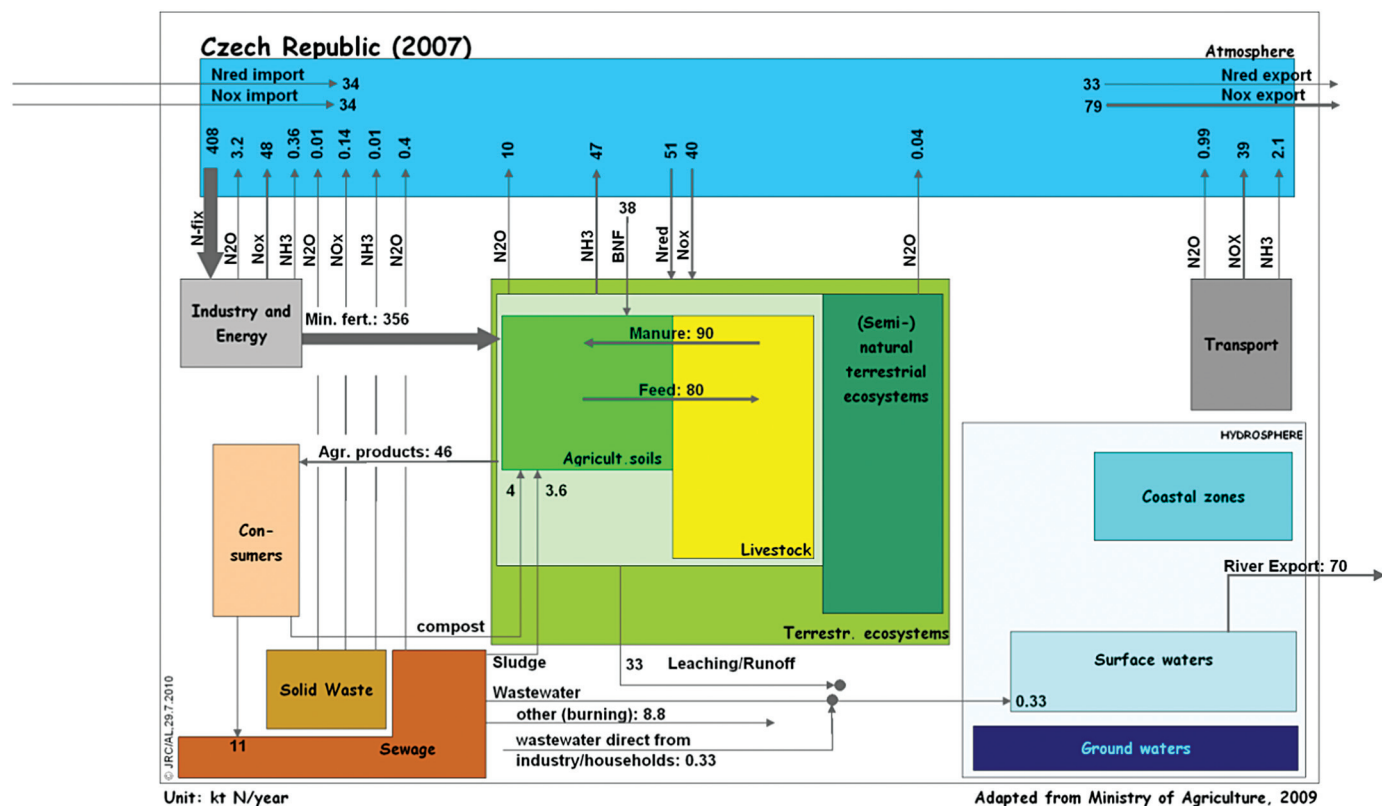 Czech Republic (2007)
Atmosphere
Nred import
34
Nox import
34
33
Nred export
79
Nox export
408
3.2
48
0.36
0.01
0.14
0.01
0.4
10
47
51
40
0.04
0.99
39
2.1
38
N-fix
N2O
Nox
NH3
N2O
NOx
NH3
N2O
N2O
NH3
BNF
Nred
Nox
N2O
N2O
NOX
NH3
Industry and
Energy
Min. fert.: 356
Manure: 90
Feed: 80
Agricult.soils
Livestock
(Semi-)
natural
terrestrial
ecosystems
Transport
HYDROSPHERE
Agr. products: 46
4
3.6
Coastal zones
Con-
sumers
River Export: 70
compost
Terrestr. ecosystems
Sludge
33
Leaching/Runoff
Surface waters
Solid Waste
Wastewater
0.33
other (burning): 8.8
11
Sewage
wastewater direct from
industry/households: 0.33
Ground waters
© JRC/AL.29.7.2010
Unit: kt N/year
Adapted from Ministry of Agriculture, 2009